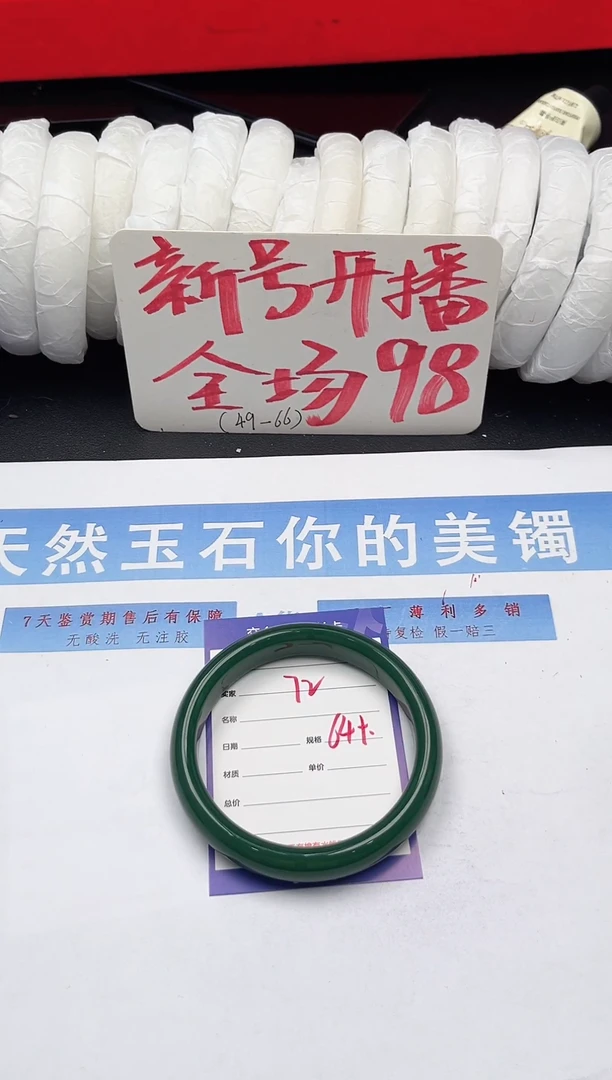 新号开播
全场98
(49-66)
天然玉石你的美镯
7天鉴赏期售后有保障
薄利多销
无酸洗 无注胶
复检 假一赔三
卖家 72
名称
日期 规格 64
材质 单价
总价